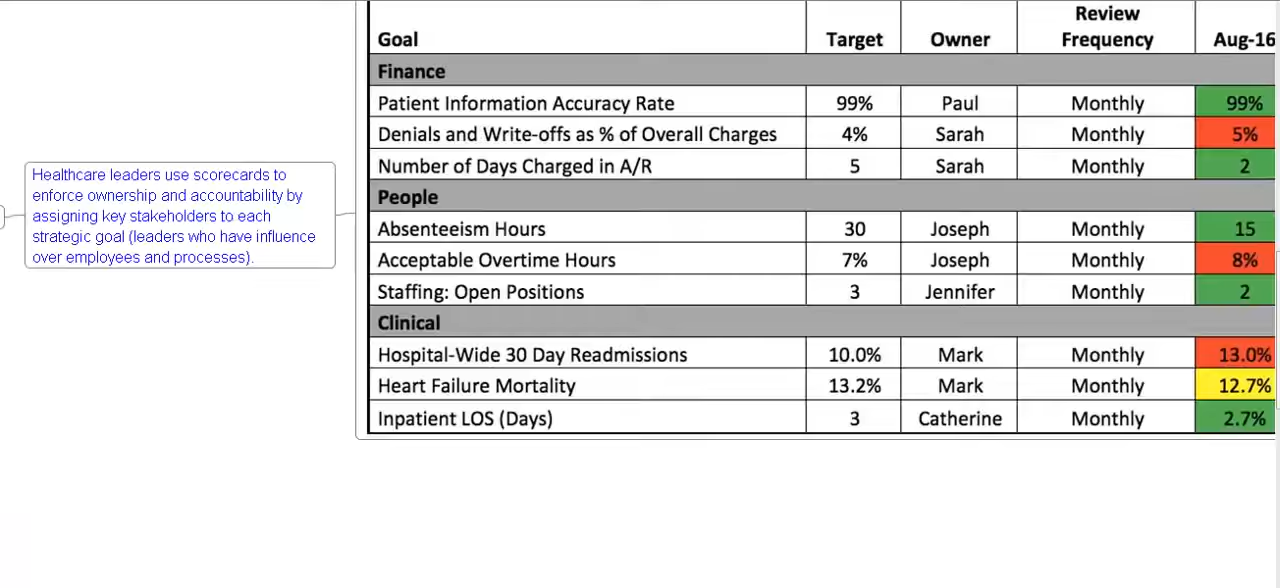 Healthcare leaders use scorecards to
enforce ownership and accountability by
assigning key stakeholders to each
strategic goal (leaders who have influence
over employees and processes).
Goal Target Owner Review Frequency Aug-16
Finance
Patient Information Accuracy Rate 99% Paul Monthly 99%
Denials and Write-offs as % of Overall Charges 4% Sarah Monthly 5%
Number of Days Charged in A/R 5 Sarah Monthly 2
People
Absenteeism Hours 30 Joseph Monthly 15
Acceptable Overtime Hours 7% Joseph Monthly 8%
Staffing: Open Positions 3 Jennifer Monthly 2
Clinical
Hospital-Wide 30 Day Readmissions 10.0% Mark Monthly 13.0%
Heart Failure Mortality 13.2% Mark Monthly 12.7%
Inpatient LOS (Days) 3 Catherine Monthly 2.7%